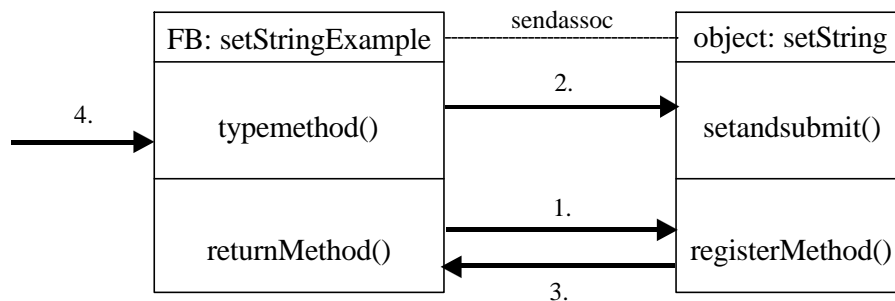 sendassoc
FB: setStringExample
object: setString
4.
typemethod()
2.
setandsubmit()
1.
returnMethod()
registerMethod()
3.